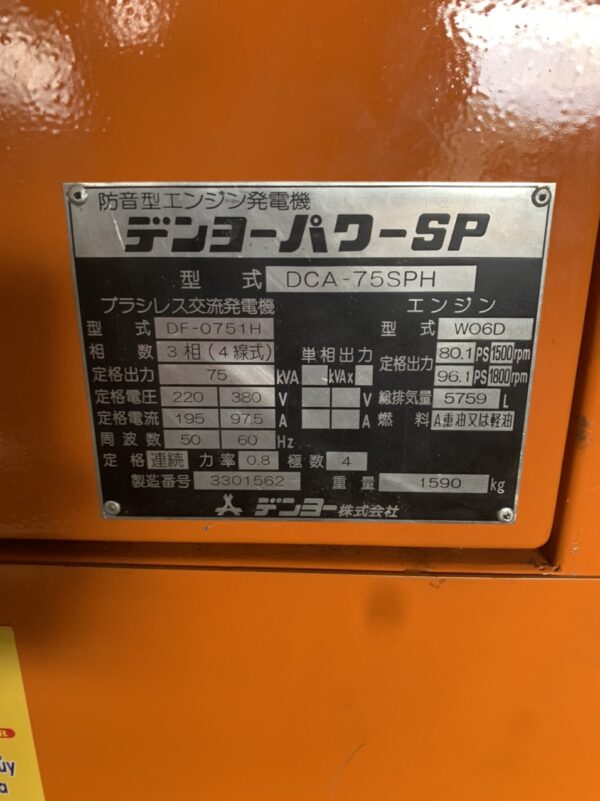 防音型エンジン発電機
デンヨーパワーSP
型式 DCA-75SPH
ブラシレス交流発電機 エンジン
型式 DF-0751H 型式 WO6D
相数 3相(4線式) 単相出力 定格出力 80.1 PS 1500 rpm
定格出力 75 kVA kVA× 96.1 PS 1800 rpm
定格電圧 220 380 V V 総排気量 5759 L
定格電流 195 97.5 A A 燃料 A重油又は軽油
周波数 50 60 Hz
定格 連続 力率 0.8 極数 4
製造番号 3301562 重量 1590 kg
デンヨー株式会社
R
a